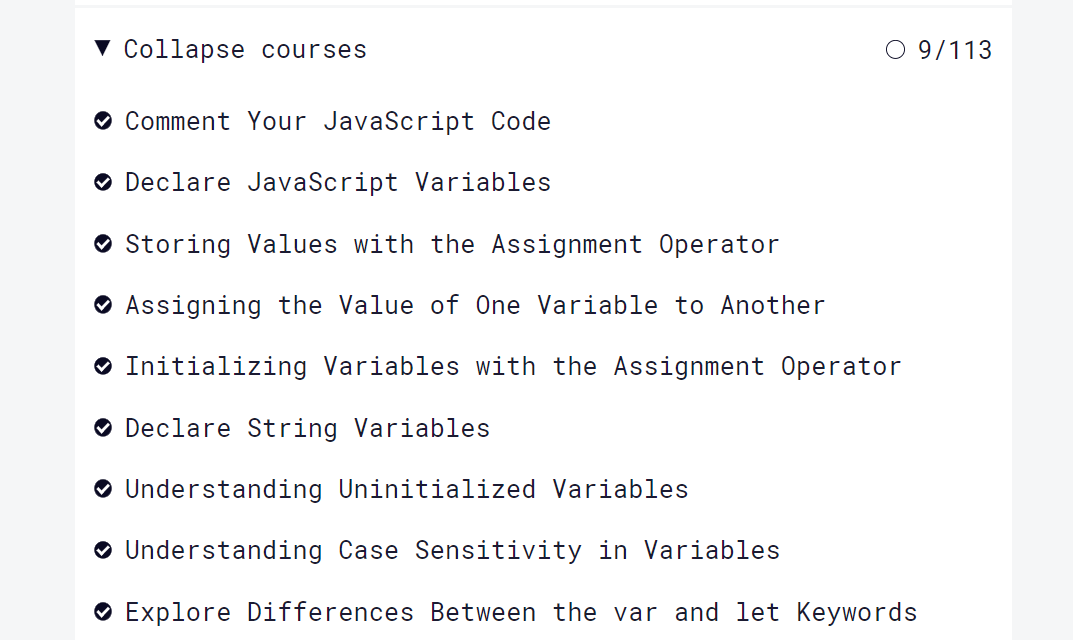 Collapse courses 9/113
Comment Your JavaScript Code
Declare JavaScript Variables
Storing Values with the Assignment Operator
Assigning the Value of One Variable to Another
Initializing Variables with the Assignment Operator
Declare String Variables
Understanding Uninitialized Variables
Understanding Case Sensitivity in Variables
Explore Differences Between the var and let Keywords